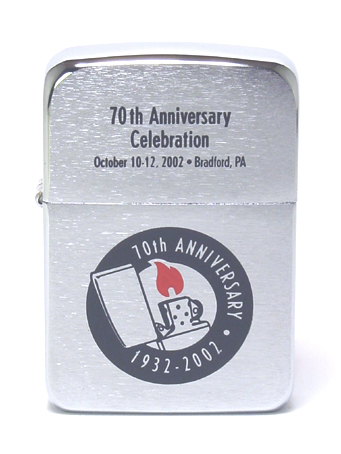 70th Anniversary
Celebration
October 10-12, 2002 • Bradford, PA
70th ANNIVERSARY •
1932-2002